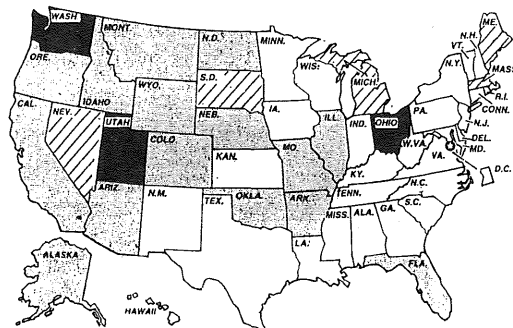 WASH
MONT.
N.D.
MINN.
ME.
N.H.
VT.
N.Y.
MASS
ORE.
IDAHO
S.D.
WIS.
MICH.
R.I.
CONN.
WYO.
IA.
PA.
N.J.
CAL.
NEV.
UTAH
NEB.
ILL.
IND.
OHIO
DEL.
MD.
COLO.
KAN.
MO.
W.VA.
VA.
D.C.
KY.
ARIZ.
N.M.
OKLA.
ARK.
TENN.
N.C.
TEX.
MISS.
ALA.
GA.
S.C.
LA.
ALASKA
HAWAII
FLA.